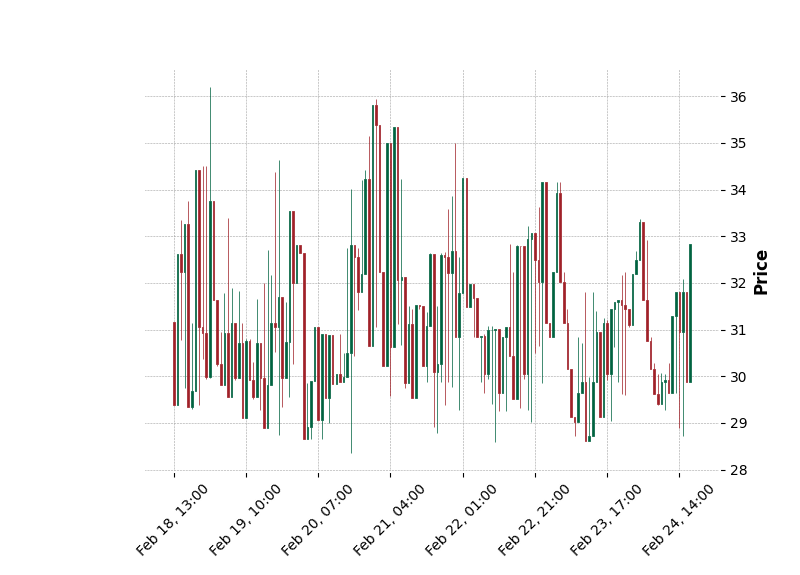 36
35
34
33
32
31
30
29
28
Price
Feb 18, 13:00
Feb 19, 10:00
Feb 20, 07:00
Feb 21, 04:00
Feb 22, 01:00
Feb 22, 21:00
Feb 23, 17:00
Feb 24, 14:00